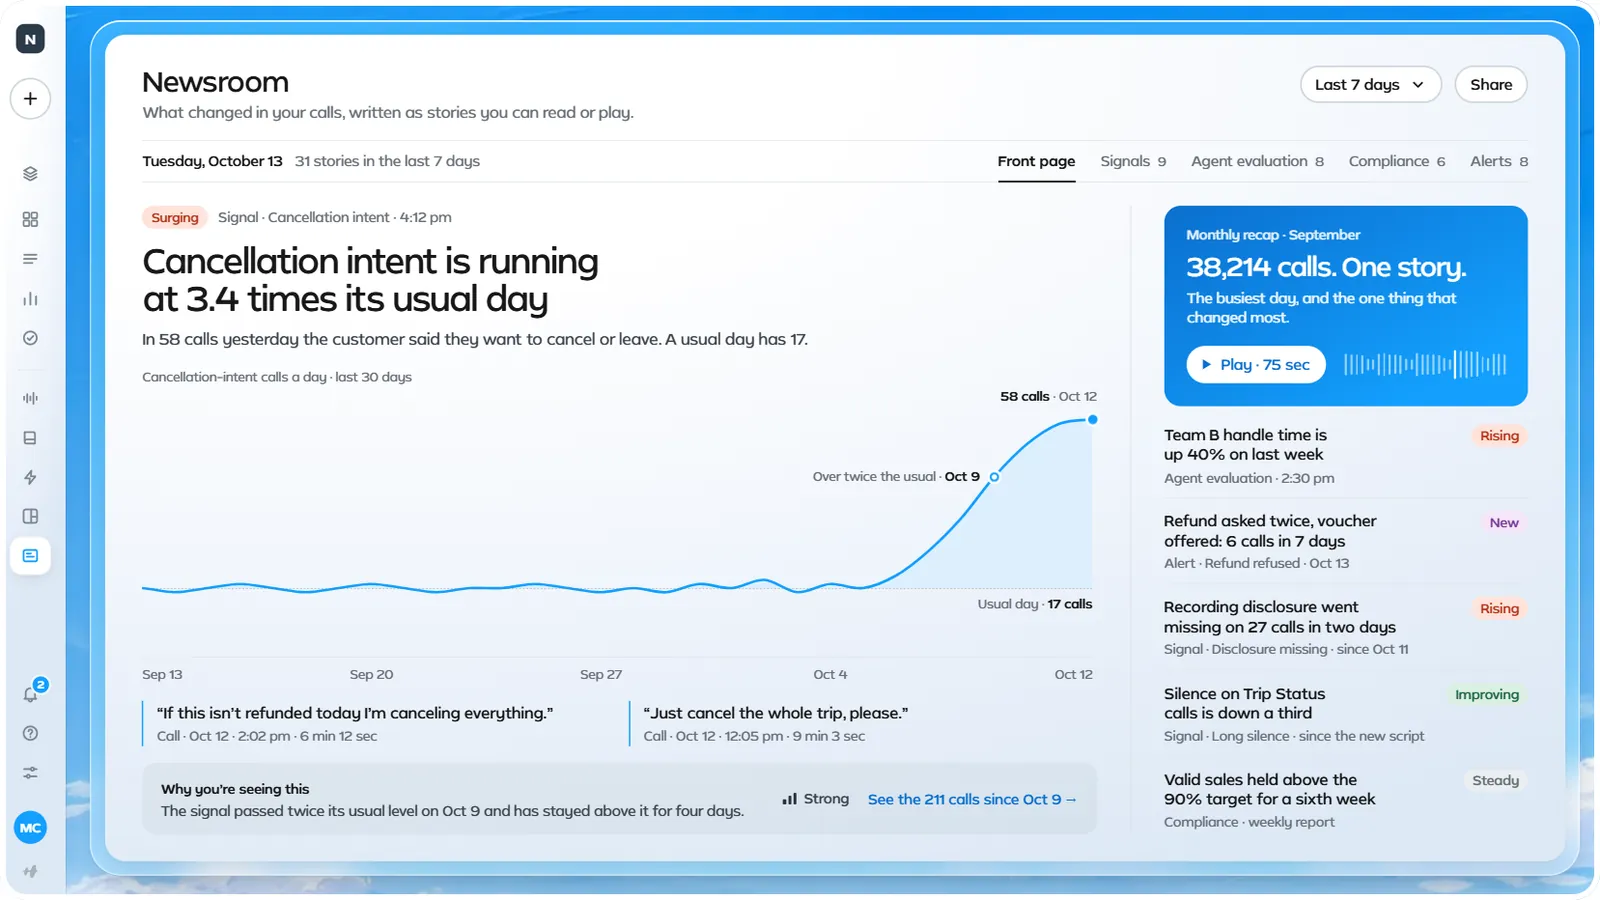 N
Newsroom
What changed in your calls, written as stories you can read or play.
Last 7 days
Share
Tuesday, October 13 31 stories in the last 7 days
Front page Signals 9 Agent evaluation 8 Compliance 6 Alerts 8
Surging Signal · Cancellation intent · 4:12 pm
Cancellation intent is running
at 3.4 times its usual day
In 58 calls yesterday the customer said they want to cancel or leave. A usual day has 17.
Cancellation-intent calls a day · last 30 days
58 calls · Oct 12
Over twice the usual · Oct 9
Usual day · 17 calls
Sep 13 Sep 20 Sep 27 Oct 4 Oct 12
“If this isn’t refunded today I’m canceling everything.”
Call · Oct 12 · 2:02 pm · 6 min 12 sec
“Just cancel the whole trip, please.”
Call · Oct 12 · 12:05 pm · 9 min 3 sec
Why you’re seeing this
The signal passed twice its usual level on Oct 9 and has stayed above it for four days.
Strong
See the 211 calls since Oct 9 →
Monthly recap · September
38,214 calls. One story.
The busiest day, and the one thing that
changed most.
Play · 75 sec
Team B handle time is
up 40% on last week
Rising
Agent evaluation · 2:30 pm
Refund asked twice, voucher
offered: 6 calls in 7 days
New
Alert · Refund refused · Oct 13
Recording disclosure went
missing on 27 calls in two days
Rising
Signal · Disclosure missing · since Oct 11
Silence on Trip Status
calls is down a third
Improving
Signal · Long silence · since the new script
Valid sales held above the
90% target for a sixth week
Steady
Compliance · weekly report
2
MC